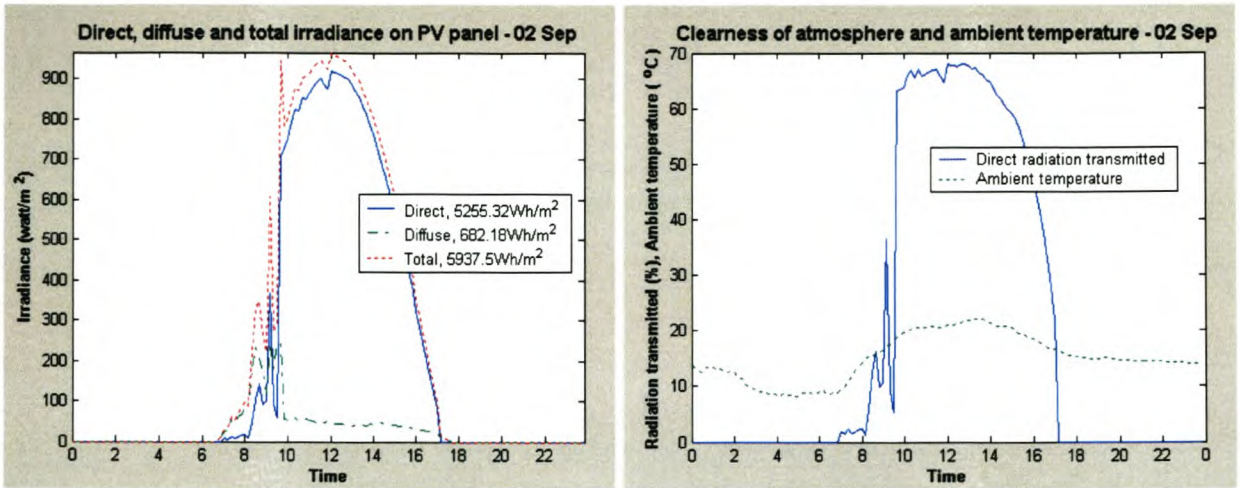 Direct, diffuse and total irradiance on PV panel - 02 Sep
Irradiance (watt/m 2)
900
800
700
600
500
400
300
200
100
0
Direct, 5255.32Wh/m2
Diffuse, 682.18Wh/m2
Total, 5937.5Wh/m2
0 2 4 6 8 10 12 14 16 18 20 22
Time
Clearness of atmosphere and ambient temperature - 02 Sep
Radiation transmitted (%), Ambient temperature ( °C)
70
60
50
40
30
20
10
0
Direct radiation transmitted
Ambient temperature
0 2 4 6 8 10 12 14 16 18 20 22 0
Time